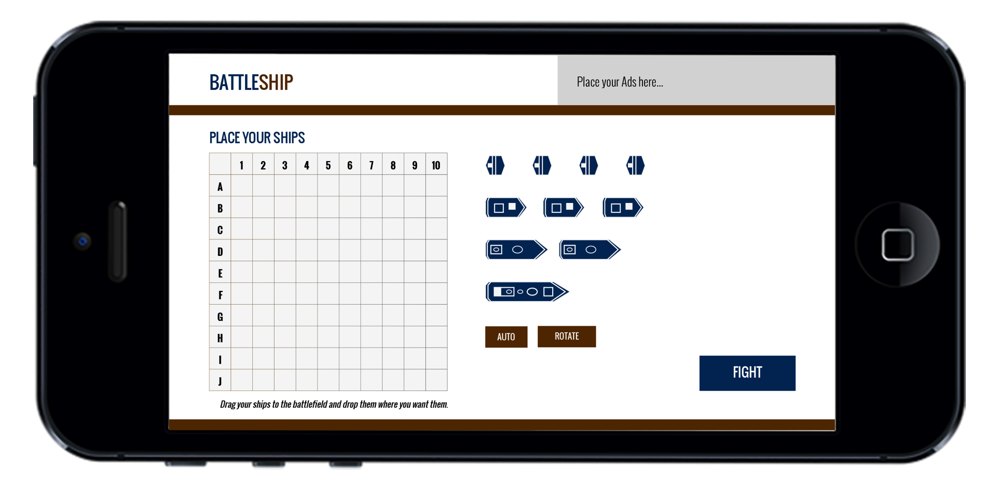 BATTLESHIP
Place your Ads here...
PLACE YOUR SHIPS
1 2 3 4 5 6 7 8 9 10
A
B
C
D
E
F
G
H
I
J
AUTO
ROTATE
FIGHT
Drag your ships to the battlefield and drop them where you want them.